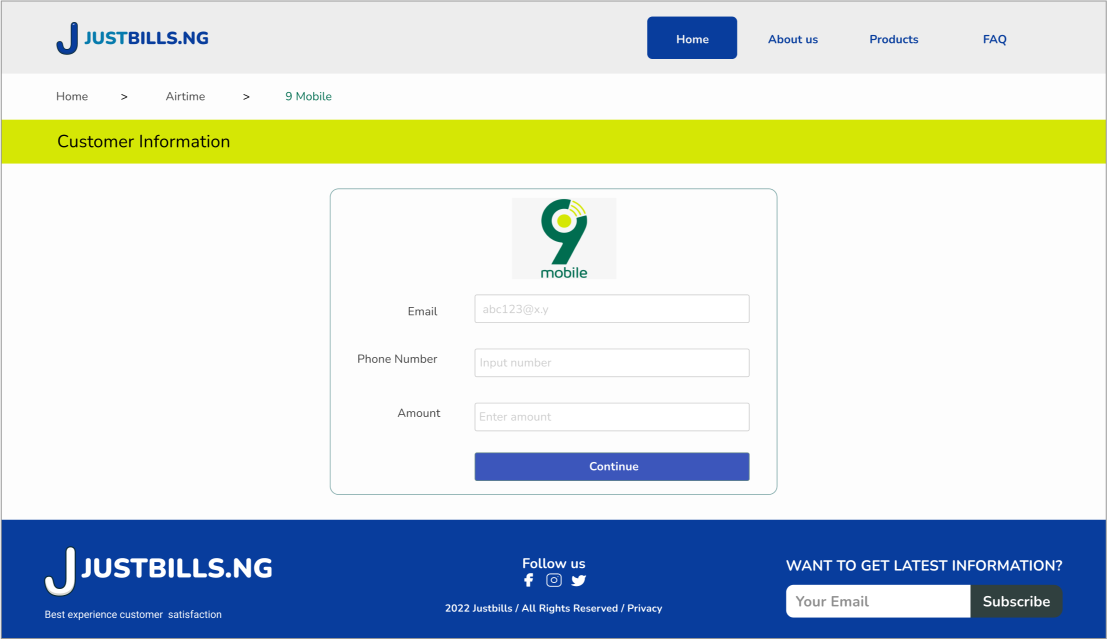 JUSTBILLS.NG
Home About us Products FAQ
Home > Airtime > 9 Mobile
Customer Information
9
mobile
Email abc123@x.y
Phone Number Input number
Amount Enter amount
Continue
JUSTBILLS.NG
Best experience customer satisfaction
Follow us
2022 Justbills / All Rights Reserved / Privacy
WANT TO GET LATEST INFORMATION?
Your Email Subscribe